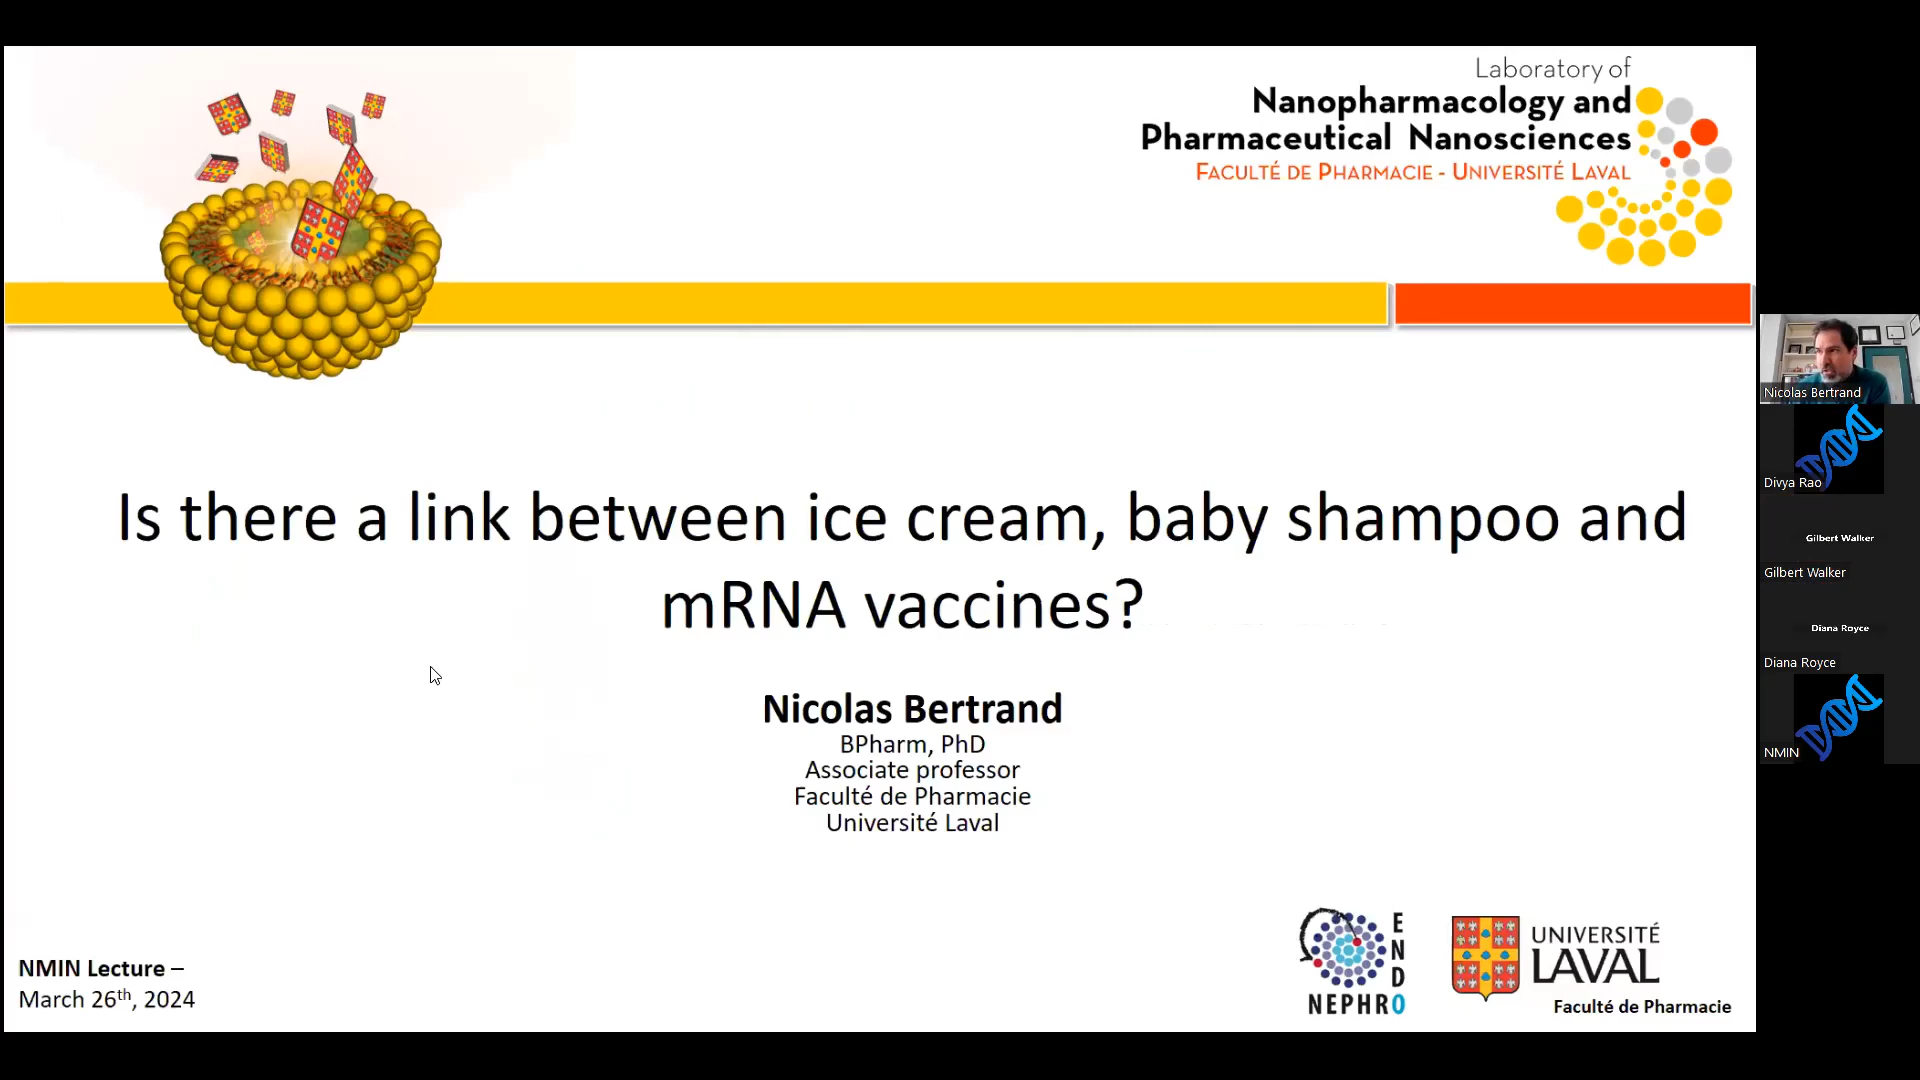 Laboratory of
Nanopharmacology and
Pharmaceutical Nanosciences
FACULTÉ DE PHARMACIE - UNIVERSITÉ LAVAL
Is there a link between ice cream, baby shampoo and
mRNA vaccines?
Nicolas Bertrand
BPharm, PhD
Associate professor
Faculté de Pharmacie
Université Laval
NMIN Lecture –
March 26th, 2024
ENDO
NEPHRO
UNIVERSITÉ
LAVAL
Faculté de Pharmacie
Nicolas Bertrand
Divya Rao
Gilbert Walker
Gilbert Walker
Diana Royce
Diana Royce
NMIN